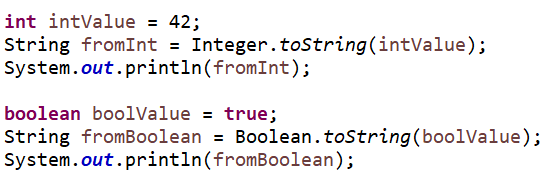 int intValue = 42;
String fromInt = Integer.toString(intValue);
System.out.println(fromInt);
boolean boolValue = true;
String fromBoolean = Boolean.toString(boolValue);
System.out.println(fromBoolean);